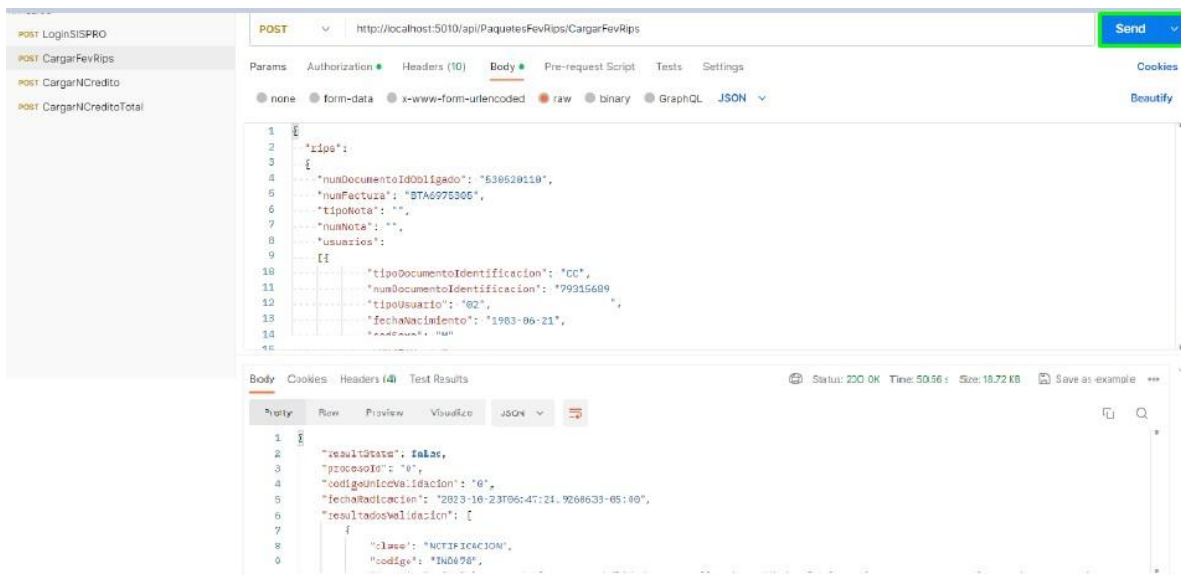 POST LoginSISPRO
POST CargarFevRips
POST CargarNCredito
POST CargarNCreditoTotal
POST http://localhost:5010/api/PaquetesFevRips/CargarFevRips
Send
Params Authorization Headers (10) Body Pre-request Script Tests Settings
Cookies
none form-data x-www-form-urlencoded raw binary GraphQL JSON
Beautify
1 {
2 "rips":
3 {
4 "numDocumentoIdObligado": "530520110",
5 "numFactura": "BTA6975305",
6 "tipoNota": "",
7 "numNota": "",
8 "usuarios":
9 [{
10 "tipoDocumentoIdentificacion": "CC",
11 "numDocumentoIdentificacion": "79315689
12 "tipoUsuario": "02", ",
13 "fechaNacimiento": "1983-06-21",
14 "codSexo": "M"
15
Body Cookies Headers (4) Test Results
Status: 200 OK Time: 50.56 s Size: 18.72 KB Save as example
Pretty Raw Preview Visualize JSON
1 {
2 "resultState": false,
3 "procesoId": "0",
4 "codigoUnicoValidacion": "0",
5 "fechaRadicacion": "2023-10-23T06:47:21.9260633-05:00",
6 "resultadosValidacion": [
7 {
8 "clase": "NOTIFICACION",
9